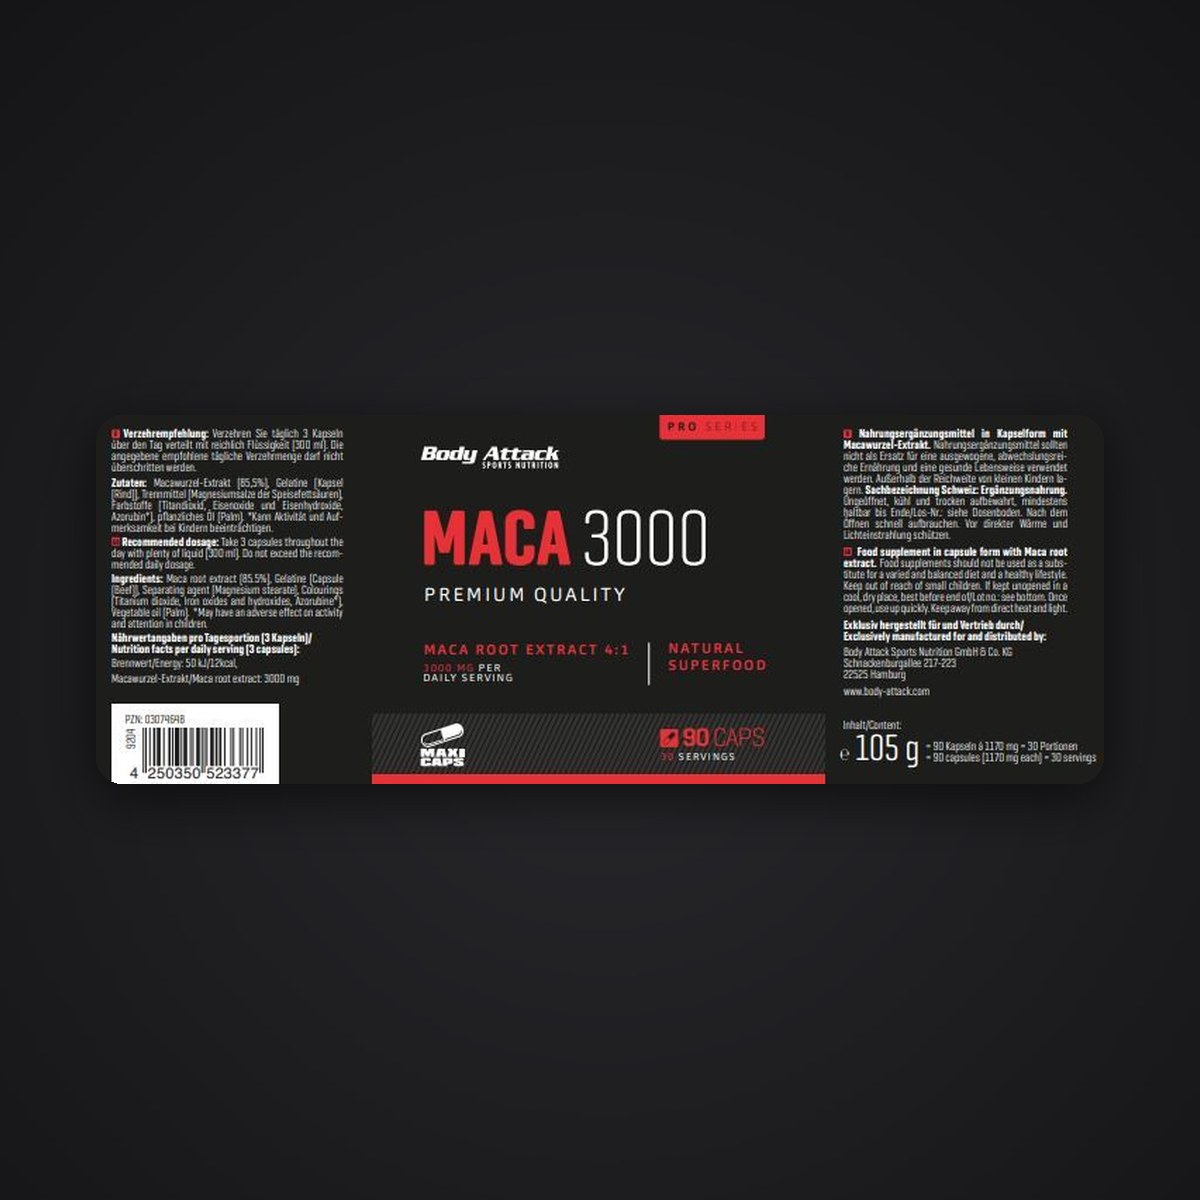 Verzehrempfehlung: Verzehren Sie täglich 3 Kapseln
über den Tag verteilt mit reichlich Flüssigkeit (300 ml). Die
angegebene empfohlene tägliche Verzehrmenge darf nicht
überschritten werden.
Zutaten: Macawurzel-Extrakt (85,5%), Gelatine [Kapsel
(Rind)], Trennmittel (Magnesiumsalze der Speisefettsäuren),
Farbstoffe (Titandioxid, Eisenoxide und Eisenhydroxide,
Azorubin*), pflanzliches Öl (Palm). *Kann Aktivität und Auf-
merksamkeit bei Kindern beeinträchtigen.
Recommended dosage: Take 3 capsules throughout the
day with plenty of liquid (300 ml). Do not exceed the recom-
mended daily dosage.
Ingredients: Maca root extract (85.5%), Gelatine [Capsule
(Beef)], Separating agent (Magnesium stearate), Colourings
(Titanium dioxide, Iron oxides and hydroxides, Azorubine*),
Vegetable oil (Palm). *May have an adverse effect on activity
and attention in children.
Nährwertangaben pro Tagesportion (3 Kapseln)/
Nutrition facts per daily serving (3 capsules):
Brennwert/Energy: 50 kJ/12kcal,
Macawurzel-Extrakt/Maca root extract: 3000 mg
PZN: 03074648
9204
4 250350 523377
PRO SERIES
Body Attack
SPORTS NUTRITION
MACA 3000
PREMIUM QUALITY
MACA ROOT EXTRACT 4:1
3000 MG PER
DAILY SERVING
NATURAL
SUPERFOOD
MAXI
CAPS
90 CAPS
30 SERVINGS
Nahrungsergänzungsmittel in Kapselform mit
Macawurzel-Extrakt. Nahrungsergänzungsmittel sollten
nicht als Ersatz für eine ausgewogene, abwechslungsrei-
che Ernährung und eine gesunde Lebensweise verwendet
werden. Außerhalb der Reichweite von kleinen Kindern la-
gern. Sachbezeichnung Schweiz: Ergänzungsnahrung.
Ungeöffnet, kühl und trocken aufbewahrt, mindestens
haltbar bis Ende/Los-Nr.: siehe Dosenboden. Nach dem
Öffnen schnell aufbrauchen. Vor direkter Wärme und
Lichteinstrahlung schützen.
Food supplement in capsule form with Maca root
extract. Food supplements should not be used as a subs-
titute for a varied and balanced diet and a healthy lifestyle.
Keep out of reach of small children. If kept unopened in a
cool, dry place, best before end of/Lot no.: see bottom. Once
opened, use up quickly. Keep away from direct heat and light.
Exklusiv hergestellt für und Vertrieb durch/
Exclusively manufactured for and distributed by:
Body Attack Sports Nutrition GmbH & Co. KG
Schnackenburgallee 217-223
22525 Hamburg
www.body-attack.com
Inhalt/Content:
℮ 105 g
= 90 Kapseln á 1170 mg = 30 Portionen
= 90 capsules (1170 mg each) = 30 servings